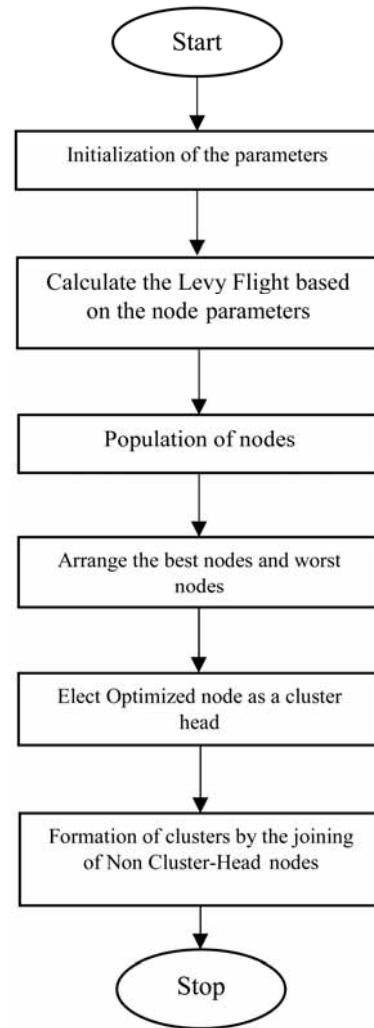 Start
Initialization of the parameters
Calculate the Levy Flight based
on the node parameters
Population of nodes
Arrange the best nodes and worst
nodes
Elect Optimized node as a cluster
head
Formation of clusters by the joining
of Non Cluster-Head nodes
Stop